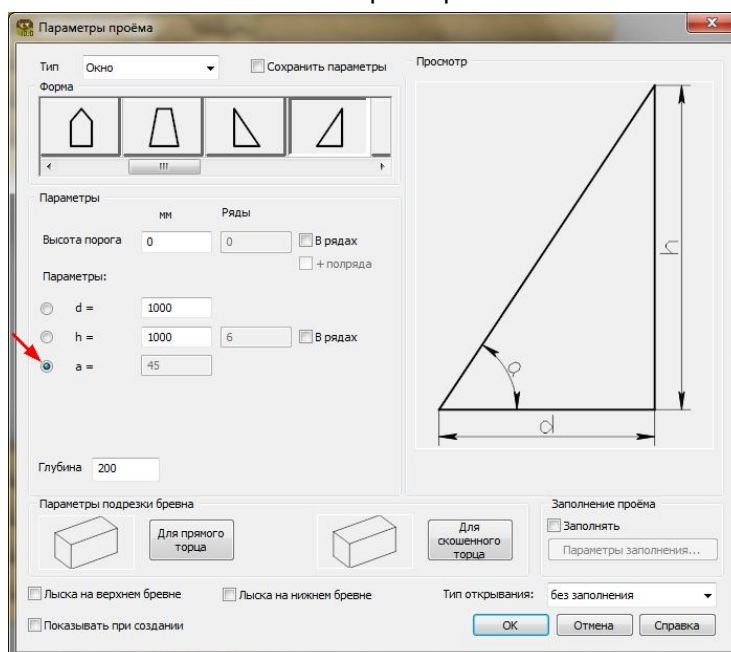 Параметры проёма
Тип Окно Сохранить параметры
Форма
Просмотр
Параметры
мм Ряды
Высота порога 0 0 В рядах
+ полряда
Параметры:
d = 1000
h = 1000 6 В рядах
a = 45
h
φ
d
Глубина 200
Параметры подрезки бревна
Для прямого торца
Для скошенного торца
Заполнение проёма
Заполнять
Параметры заполнения...
Лыска на верхнем бревне Лыска на нижнем бревне Тип открывания: без заполнения
Показывать при создании ОК Отмена Справка